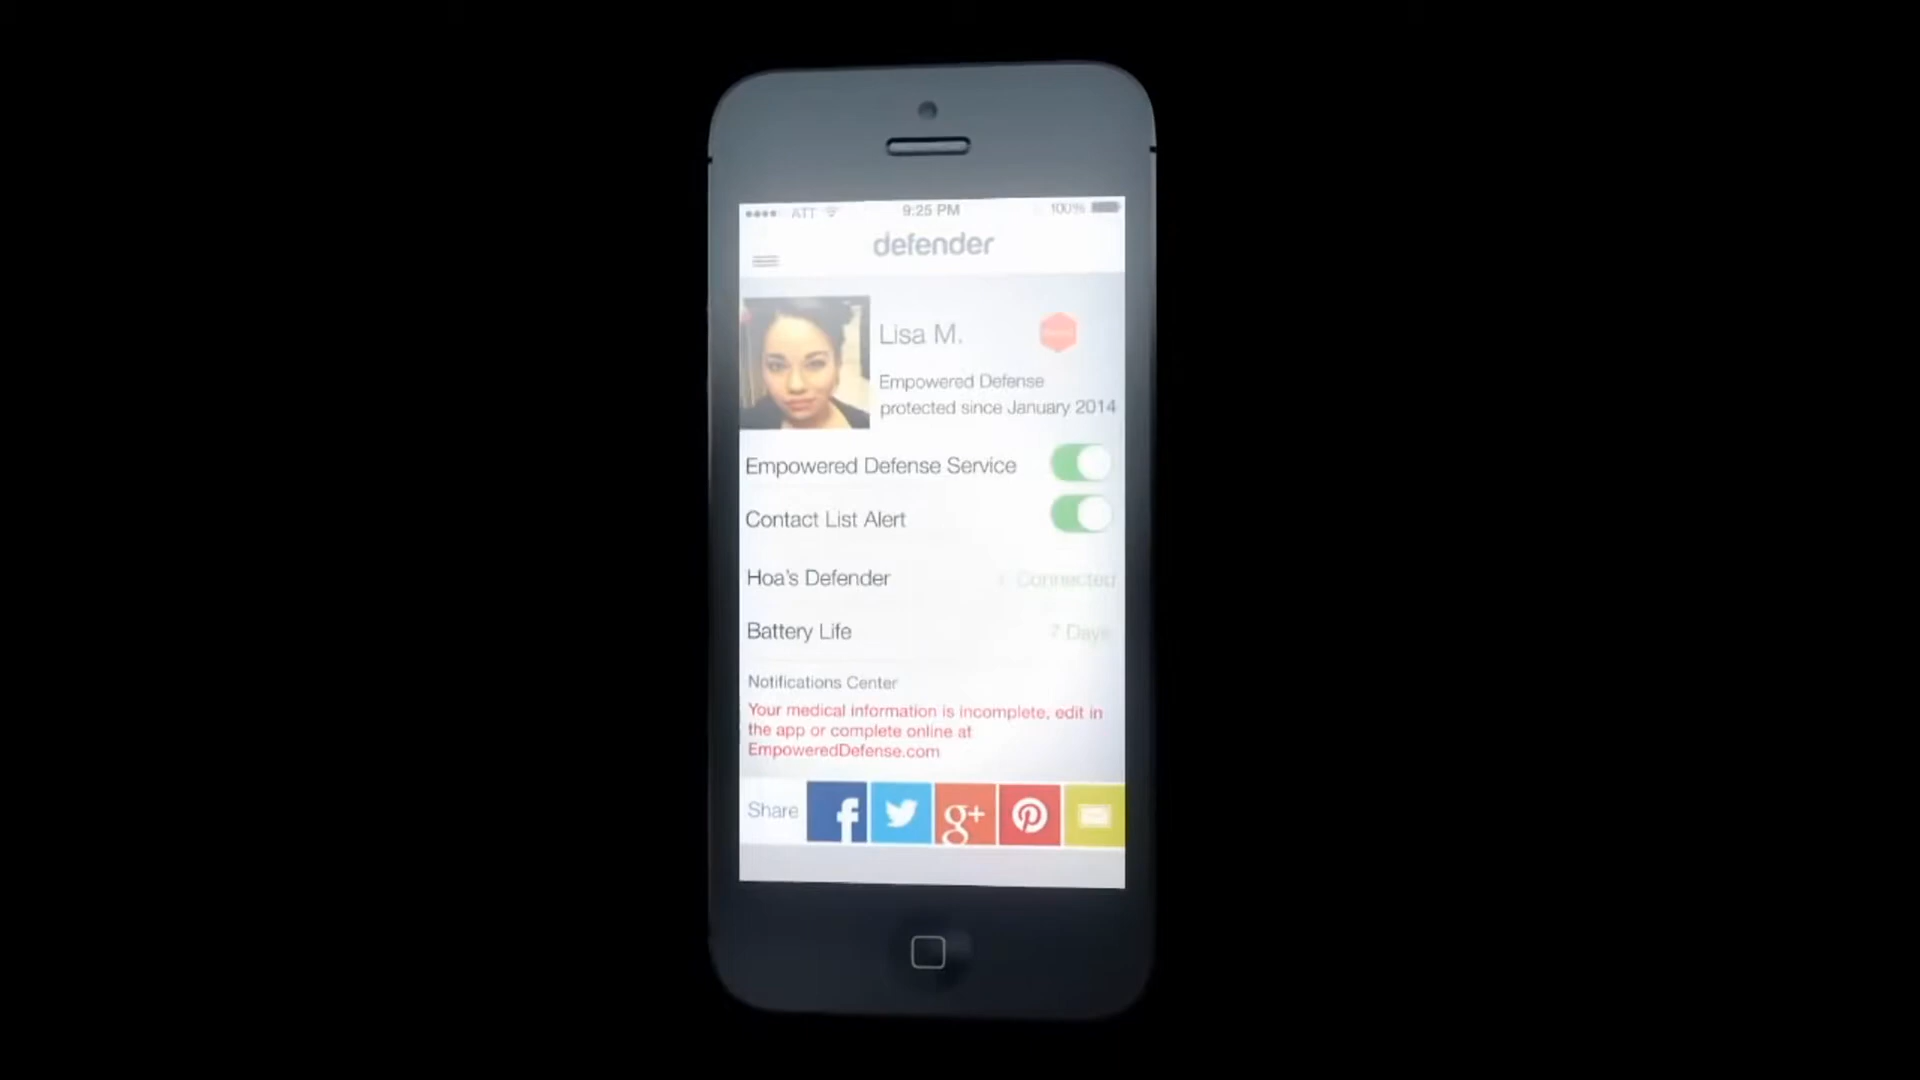 ATT 9:25 PM 100%
defender
Lisa M.
Empowered Defense
protected since January 2014
Empowered Defense Service
Contact List Alert
Hoa's Defender Connected
Battery Life 7 Days
Notifications Center
Your medical information is incomplete, edit in
the app or complete online at
EmpoweredDefense.com
Share f g+